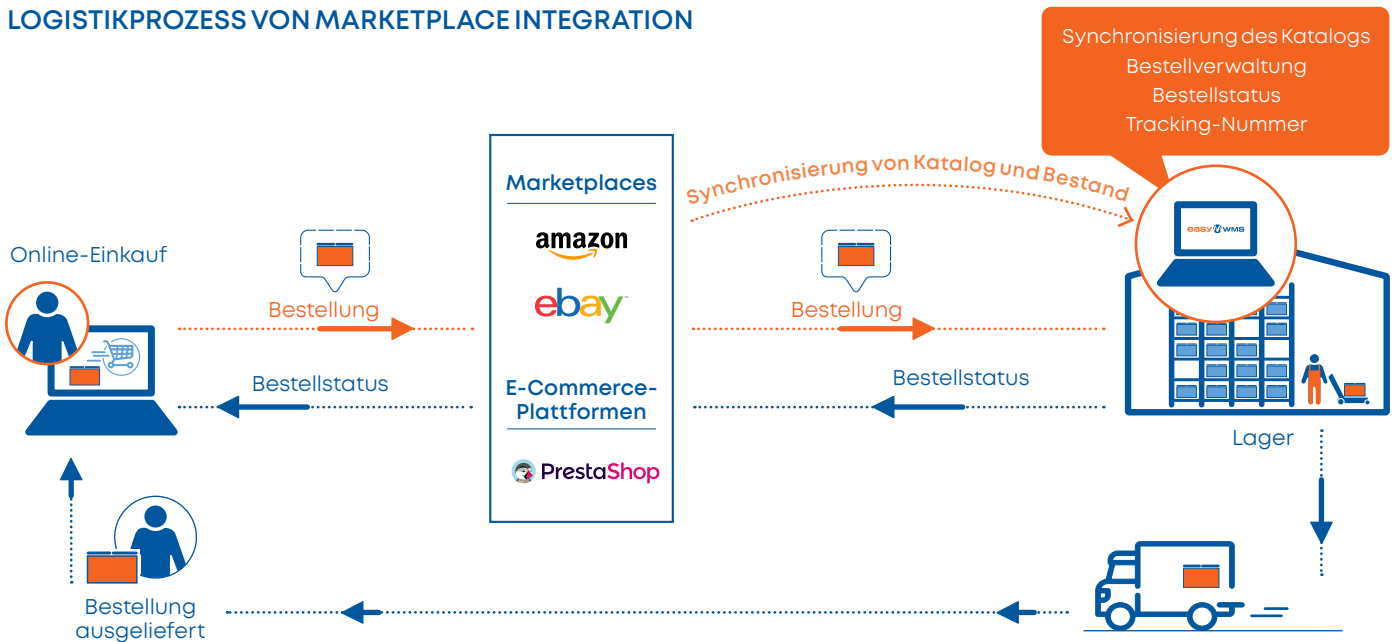 LOGISTIKPROZESS VON MARKETPLACE INTEGRATION
Synchronisierung des Katalogs
Bestellverwaltung
Bestellstatus
Tracking-Nummer
Synchronisierung von Katalog und Bestand
Marketplaces
amazon
ebay
E-Commerce-
Plattformen
PrestaShop
Online-Einkauf
Bestellung
Bestellstatus
Bestellung
Bestellstatus
easy WMS
Lager
Bestellung
ausgeliefert